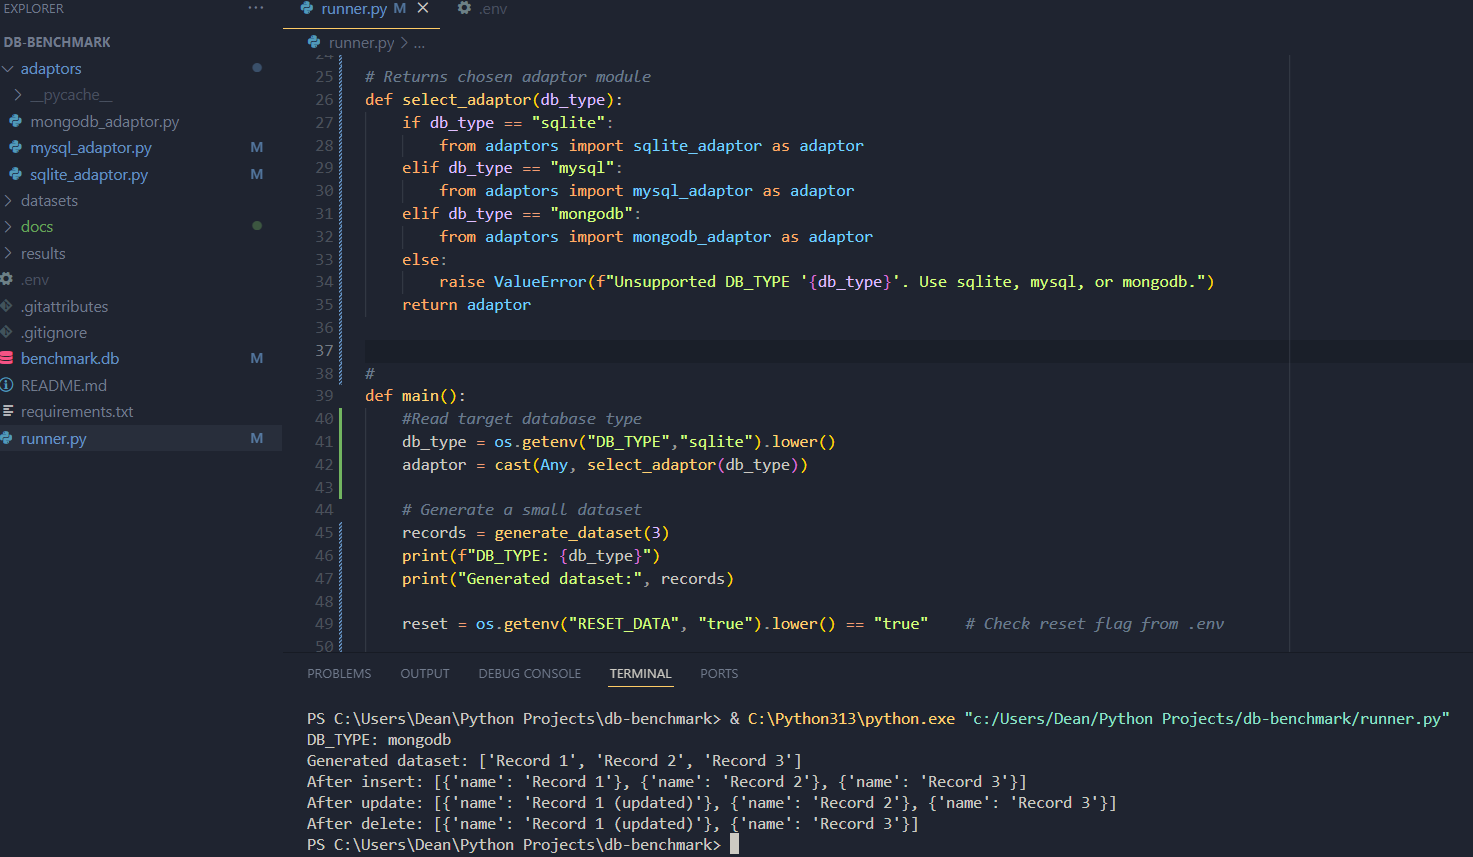 EXPLORER
···
runner.py M
.env
DB-BENCHMARK
adaptors
__pycache__
mongodb_adaptor.py
mysql_adaptor.py M
sqlite_adaptor.py M
datasets
docs
results
.env
.gitattributes
.gitignore
benchmark.db M
README.md
requirements.txt
runner.py M
runner.py > ...
24
25 # Returns chosen adaptor module
26 def select_adaptor(db_type):
27     if db_type == "sqlite":
28         from adaptors import sqlite_adaptor as adaptor
29     elif db_type == "mysql":
30         from adaptors import mysql_adaptor as adaptor
31     elif db_type == "mongodb":
32         from adaptors import mongodb_adaptor as adaptor
33     else:
34         raise ValueError(f"Unsupported DB_TYPE '{db_type}'. Use sqlite, mysql, or mongodb.")
35     return adaptor
36
37
38 #
39 def main():
40     #Read target database type
41     db_type = os.getenv("DB_TYPE","sqlite").lower()
42     adaptor = cast(Any, select_adaptor(db_type))
43
44     # Generate a small dataset
45     records = generate_dataset(3)
46     print(f"DB_TYPE: {db_type}")
47     print("Generated dataset:", records)
48
49     reset = os.getenv("RESET_DATA", "true").lower() == "true"    # Check reset flag from .env
50
PROBLEMS OUTPUT DEBUG CONSOLE TERMINAL PORTS
PS C:\Users\Dean\Python Projects\db-benchmark> & C:\Python313\python.exe "c:/Users/Dean/Python Projects/db-benchmark/runner.py"
DB_TYPE: mongodb
Generated dataset: ['Record 1', 'Record 2', 'Record 3']
After insert: [{'name': 'Record 1'}, {'name': 'Record 2'}, {'name': 'Record 3'}]
After update: [{'name': 'Record 1 (updated)'}, {'name': 'Record 2'}, {'name': 'Record 3'}]
After delete: [{'name': 'Record 1 (updated)'}, {'name': 'Record 3'}]
PS C:\Users\Dean\Python Projects\db-benchmark>